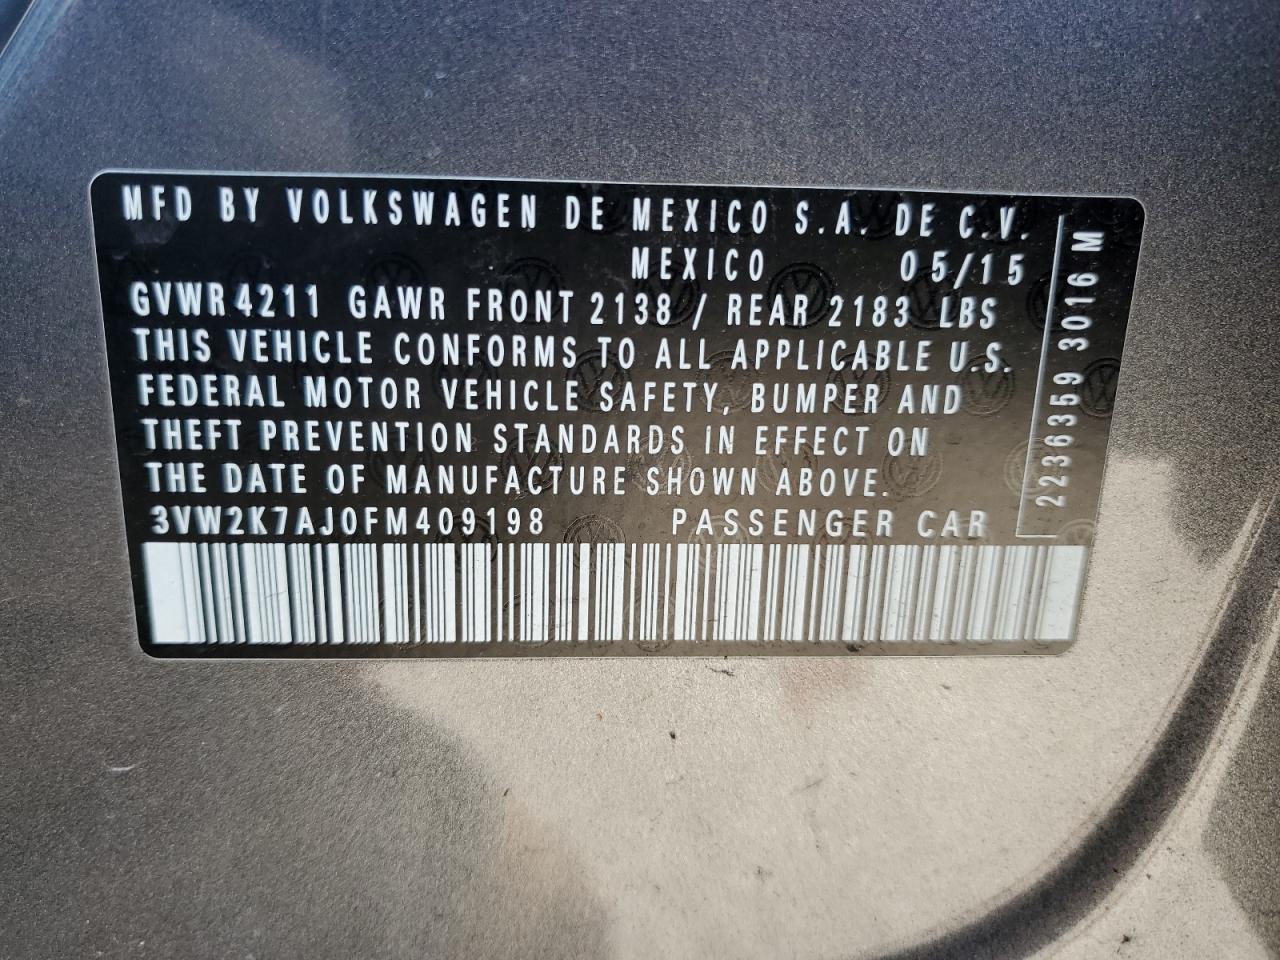 MFD BY VOLKSWAGEN DE MEXICO S.A. DE C.V.
MEXICO 05/15
GVWR 4211 GAWR FRONT 2138 / REAR 2183 LBS
THIS VEHICLE CONFORMS TO ALL APPLICABLE U.S.
FEDERAL MOTOR VEHICLE SAFETY, BUMPER AND
THEFT PREVENTION STANDARDS IN EFFECT ON
THE DATE OF MANUFACTURE SHOWN ABOVE.
3VW2K7AJ0FM409198 PASSENGER CAR
2236359 3016 M